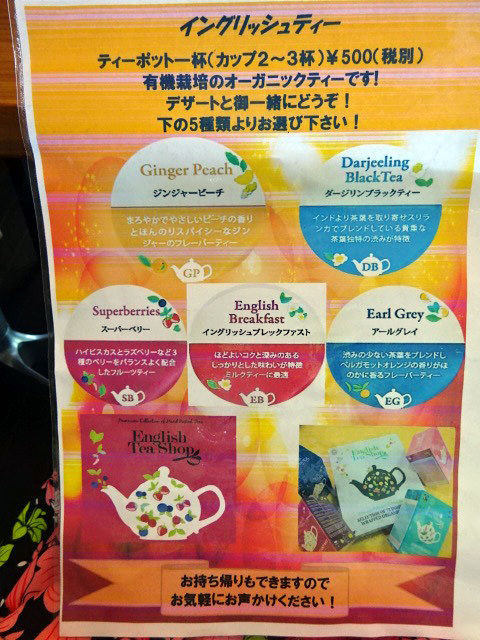 イングリッシュティー
ティーポット一杯(カップ2～3杯)¥500(税別)
有機栽培のオーガニックティーです!
デザートと御一緒にどうぞ！
下の5種類よりお選び下さい！
Ginger Peach
ジンジャーピーチ
まろやかでやさしいピーチの香り
とほんのりスパイシーなジン
ジャーのフレーバーティー
GP
Darjeeling
BlackTea
ダージリンブラックティー
インドより茶葉を取り寄せスリラ
ンカでブレンドしている貴重な
茶葉独特の渋みが特徴
DB
Superberries
スーパーベリー
ハイビスカスとラズベリーなど3
種のベリーをバランスよく配合
したフルーツティー
SB
English
Breakfast
イングリッシュブレックファスト
ほどよいコクと深みのある
しっかりとした味わいが特徴
ミルクティーに最適
EB
Earl Grey
アールグレイ
渋みの少ない茶葉をブレンドし
ベルガモットオレンジの香りがほ
のかに香るフレーバーティー
EG
English
Tea Shop
お持ち帰りもできますので
お気軽にお声かけください！